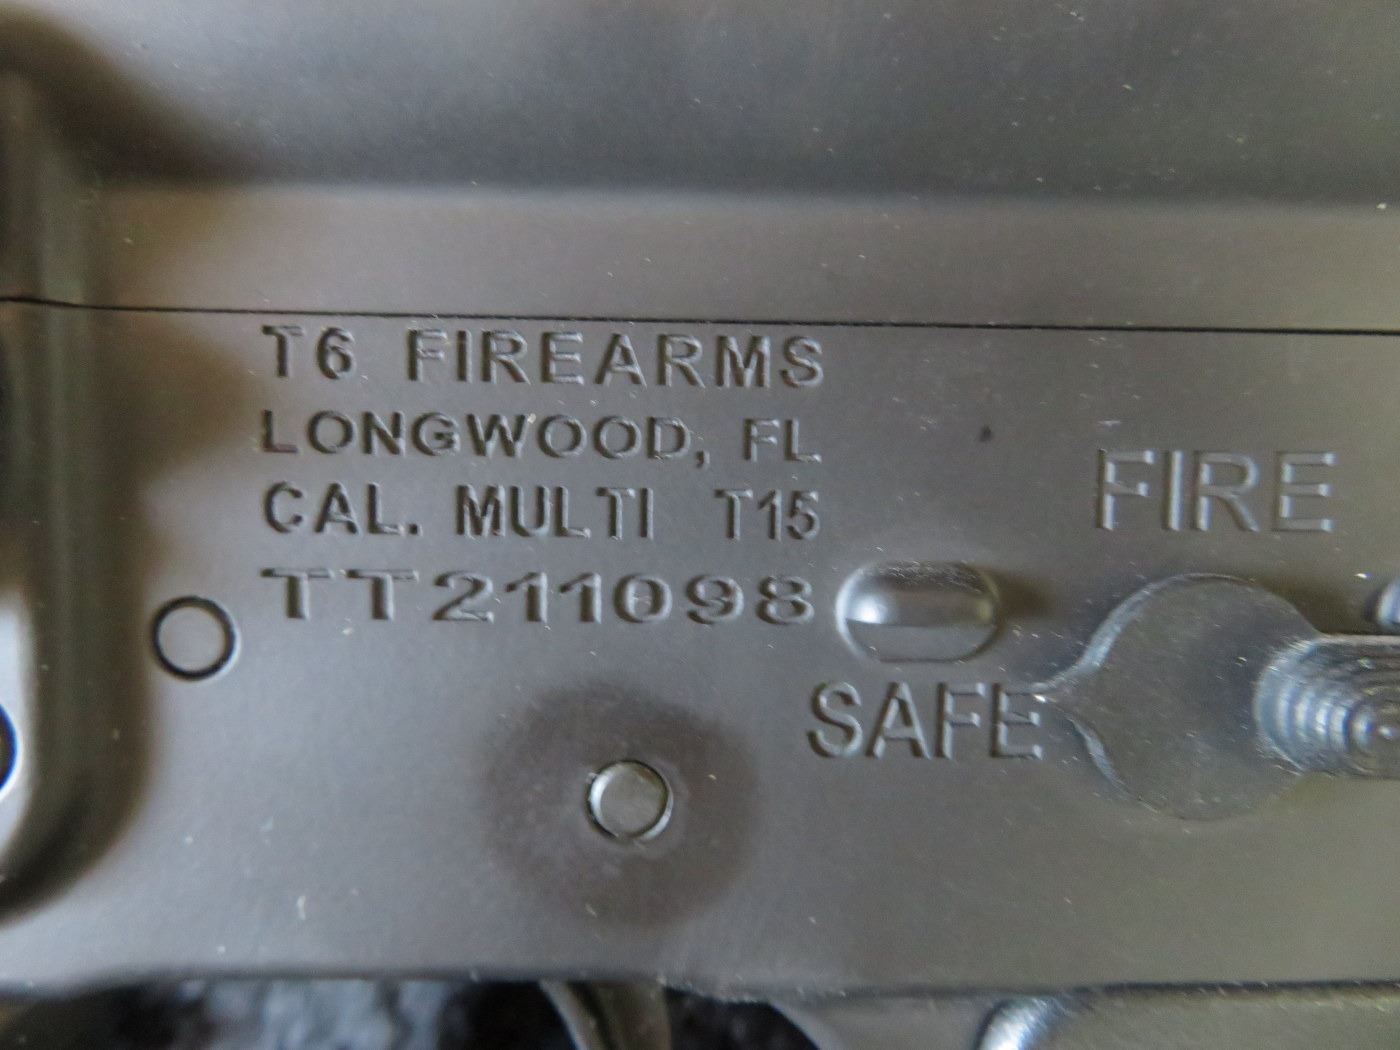 T6 FIREARMS
LONGWOOD, FL
CAL. MULTI T15
TT211098
FIRE
SAFE